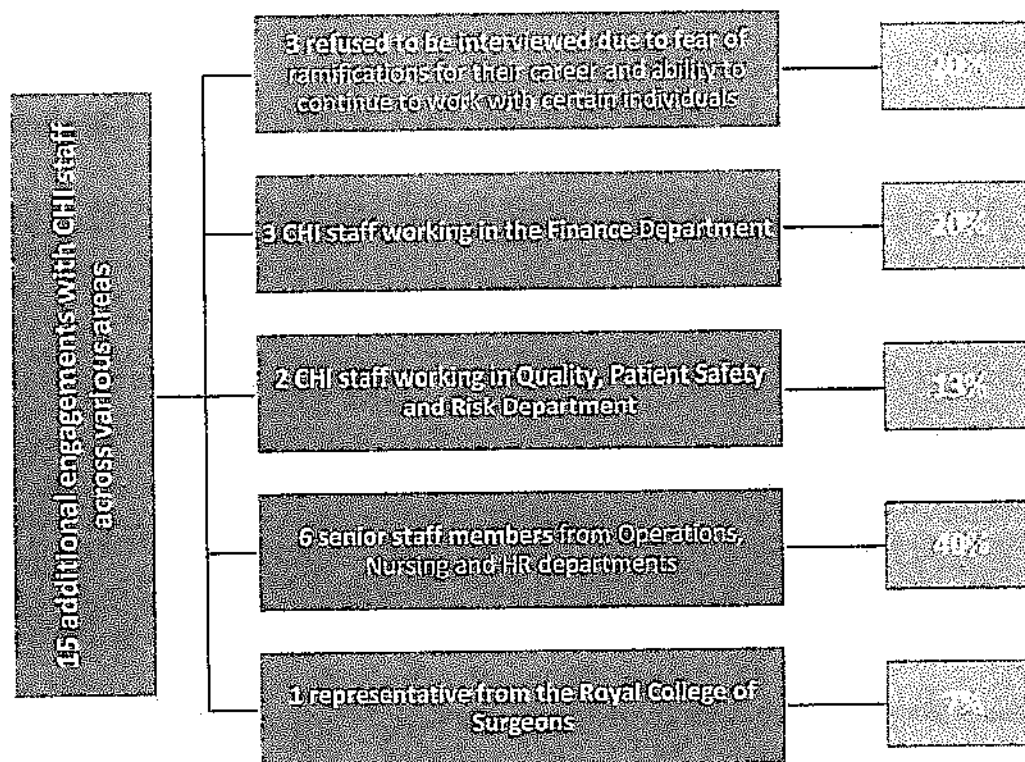 15 additional engagements with CHI staff
across various areas
3 refused to be interviewed due to fear of
ramifications for their career and ability to
continue to work with certain individuals
20%
3 CHI staff working in the Finance Department
20%
2 CHI staff working in Quality, Patient Safety
and Risk Department
13%
6 senior staff members from Operations,
Nursing and HR departments
40%
1 representative from the Royal College of
Surgeons
7%